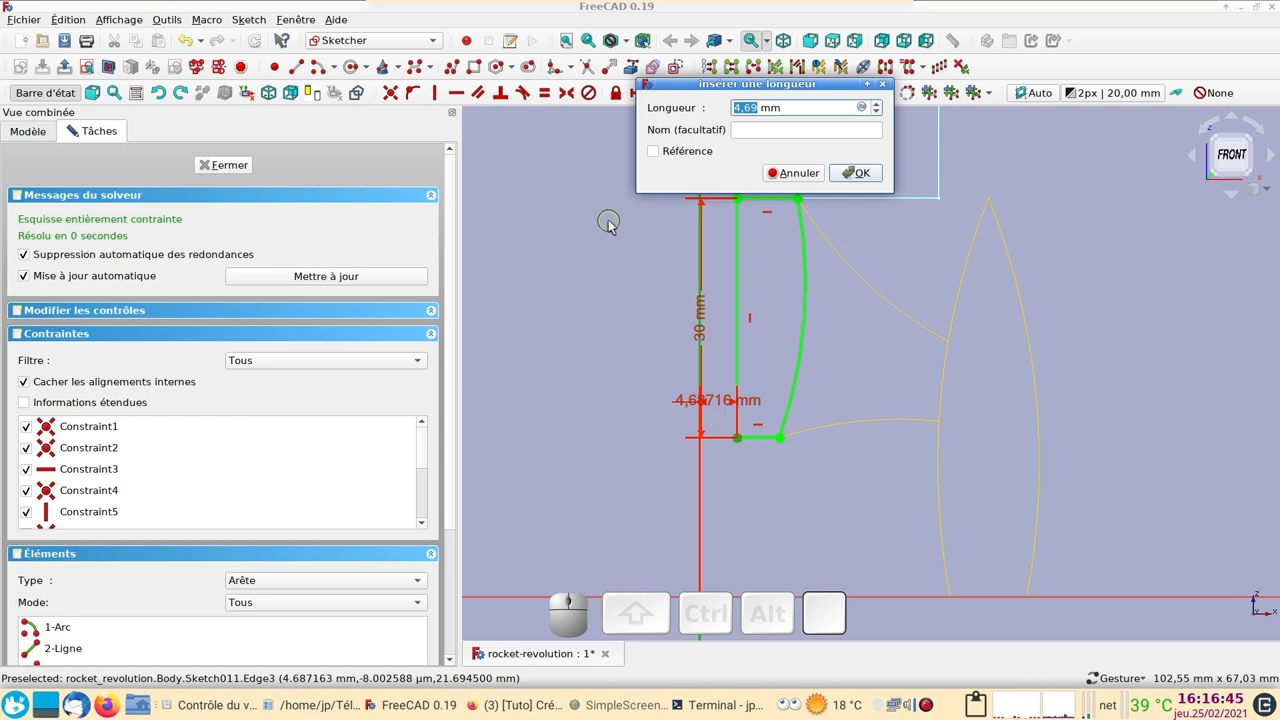 FreeCAD 0.19
Fichier Édition Affichage Outils Macro Sketch Fenêtre Aide
Sketcher
Barre d'état
Auto
2px | 20,00 mm
None
Vue combinée
Modèle
Tâches
Fermer
Messages du solveur
Esquisse entièrement contrainte
Résolu en 0 secondes
Suppression automatique des redondances
Mise à jour automatique
Mettre à jour
Modifier les contrôles
Contraintes
Filtre :
Tous
Cacher les alignements internes
Informations étendues
Constraint1
Constraint2
Constraint3
Constraint4
Constraint5
Éléments
Type :
Arête
Mode:
Tous
1-Arc
2-Ligne
insérer une longueur
Longueur :
4,69 mm
Nom (facultatif)
Référence
Annuler
OK
FRONT
z
x
30 mm
4,68716 mm
Ctrl
Alt
z
x
rocket-revolution : 1*
Preselected: rocket_revolution.Body.Sketch011.Edge3 (4.687163 mm,-8.002588 µm,21.694500 mm)
Gesture
102,55 mm x 67,03 mm
Contrôle du v...
/home/jp/Tél...
FreeCAD 0.19
(3) [Tuto] Cré...
SimpleScreen...
Terminal - jp...
18 °C
net
39 °C
16:16:45
jeu.25/02/2021